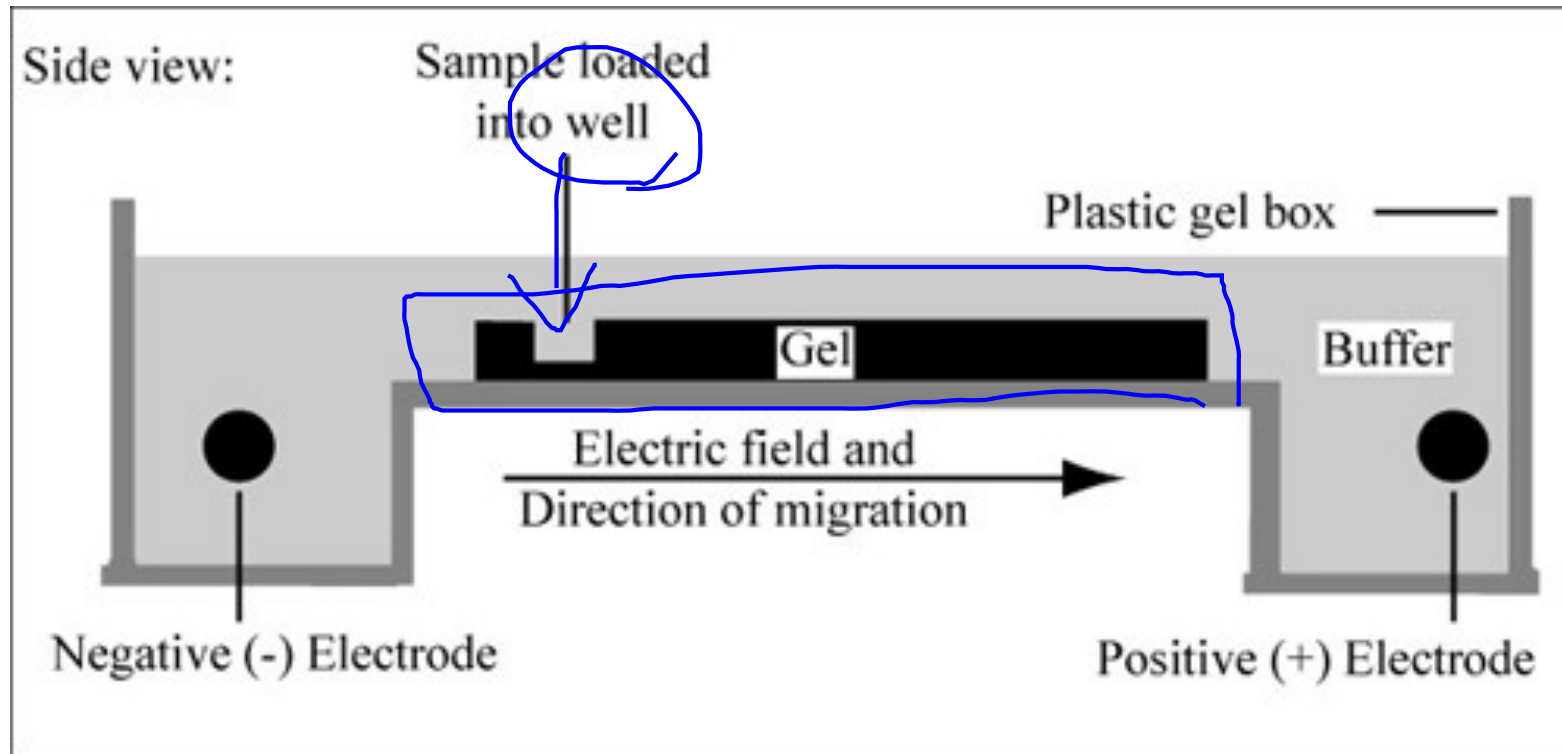 Side view:
Sample loaded
into well
Plastic gel box
Gel
Buffer
Electric field and
Direction of migration
Negative (-) Electrode
Positive (+) Electrode